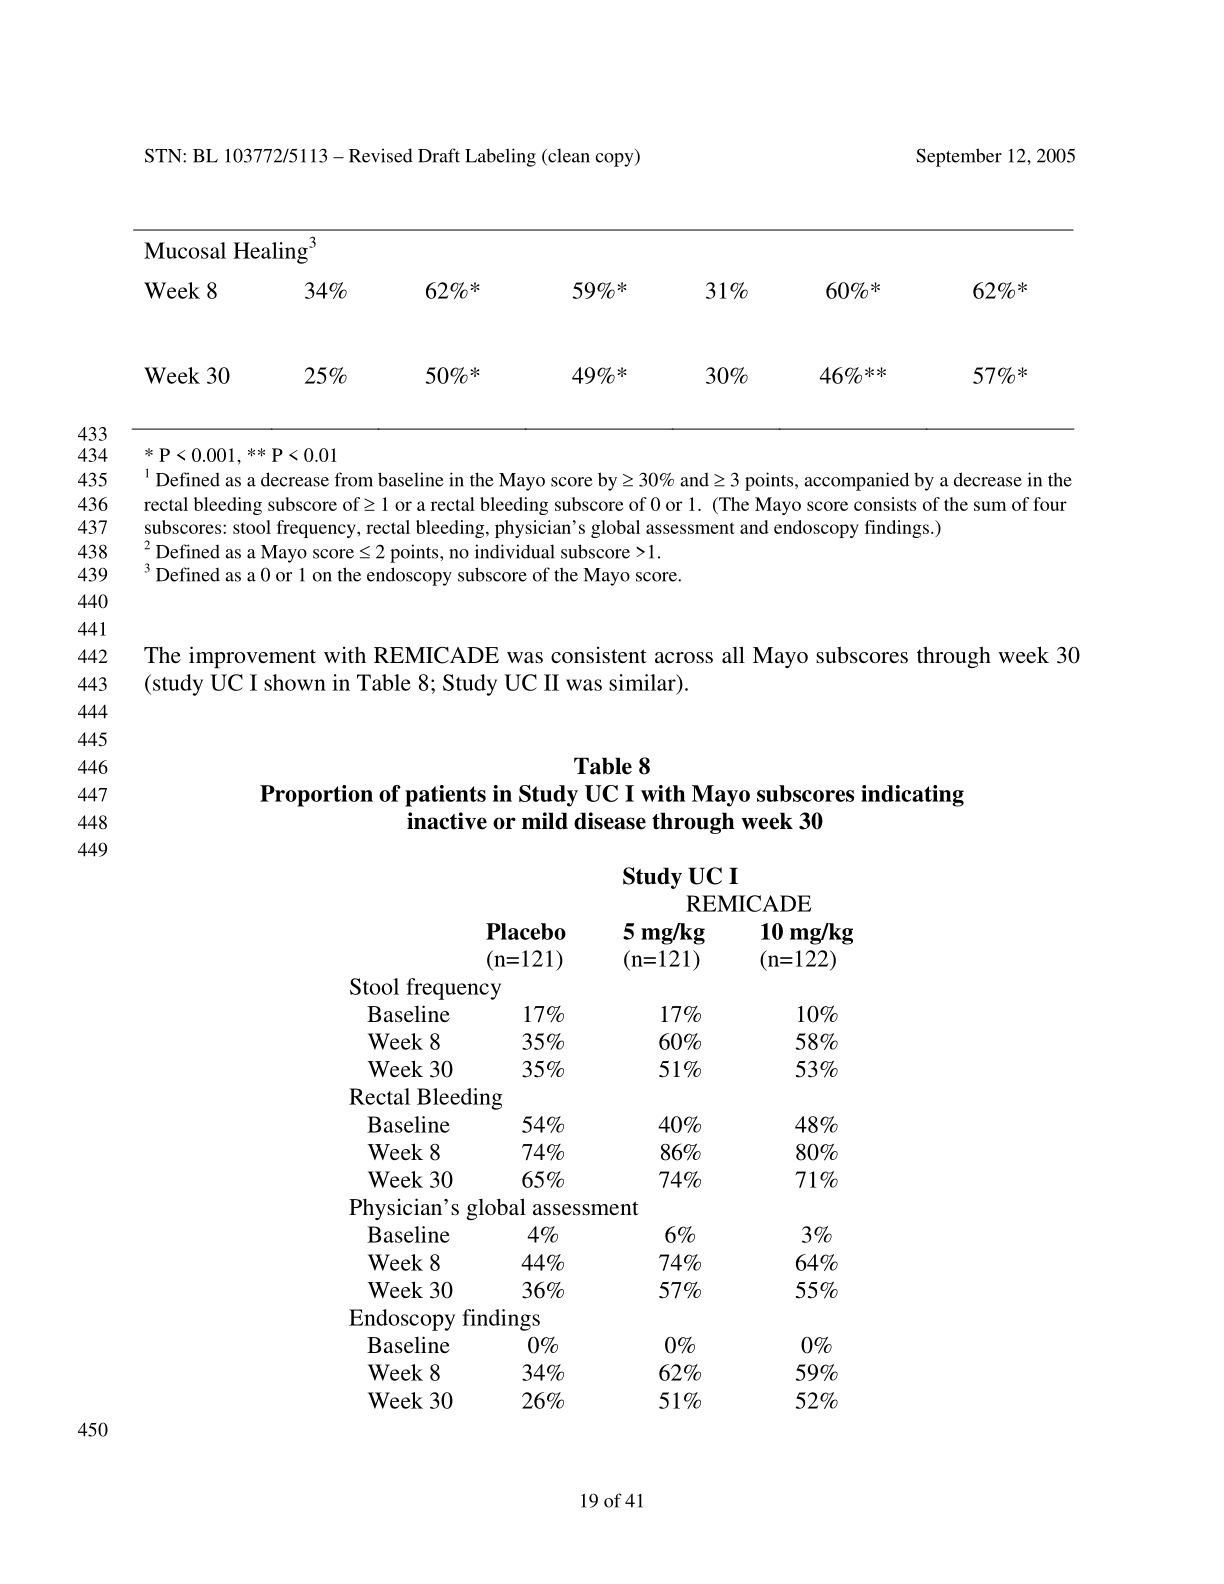 STN: BL 103772/5113 – Revised Draft Labeling (clean copy) September 12, 2005
Mucosal Healing3
Week 8 34% 62%* 59%* 31% 60%* 62%*
Week 30 25% 50%* 49%* 30% 46%** 57%*
433
434 * P < 0.001, ** P < 0.01
435 1 Defined as a decrease from baseline in the Mayo score by ≥ 30% and ≥ 3 points, accompanied by a decrease in the
436 rectal bleeding subscore of ≥ 1 or a rectal bleeding subscore of 0 or 1. (The Mayo score consists of the sum of four
437 subscores: stool frequency, rectal bleeding, physician’s global assessment and endoscopy findings.)
438 2 Defined as a Mayo score ≤ 2 points, no individual subscore >1.
439 3 Defined as a 0 or 1 on the endoscopy subscore of the Mayo score.
440
441
442 The improvement with REMICADE was consistent across all Mayo subscores through week 30
443 (study UC I shown in Table 8; Study UC II was similar).
444
445
446 Table 8
447 Proportion of patients in Study UC I with Mayo subscores indicating
448 inactive or mild disease through week 30
449
Study UC I
REMICADE
Placebo 5 mg/kg 10 mg/kg
(n=121) (n=121) (n=122)
Stool frequency
Baseline 17% 17% 10%
Week 8 35% 60% 58%
Week 30 35% 51% 53%
Rectal Bleeding
Baseline 54% 40% 48%
Week 8 74% 86% 80%
Week 30 65% 74% 71%
Physician’s global assessment
Baseline 4% 6% 3%
Week 8 44% 74% 64%
Week 30 36% 57% 55%
Endoscopy findings
Baseline 0% 0% 0%
Week 8 34% 62% 59%
Week 30 26% 51% 52%
450
19 of 41